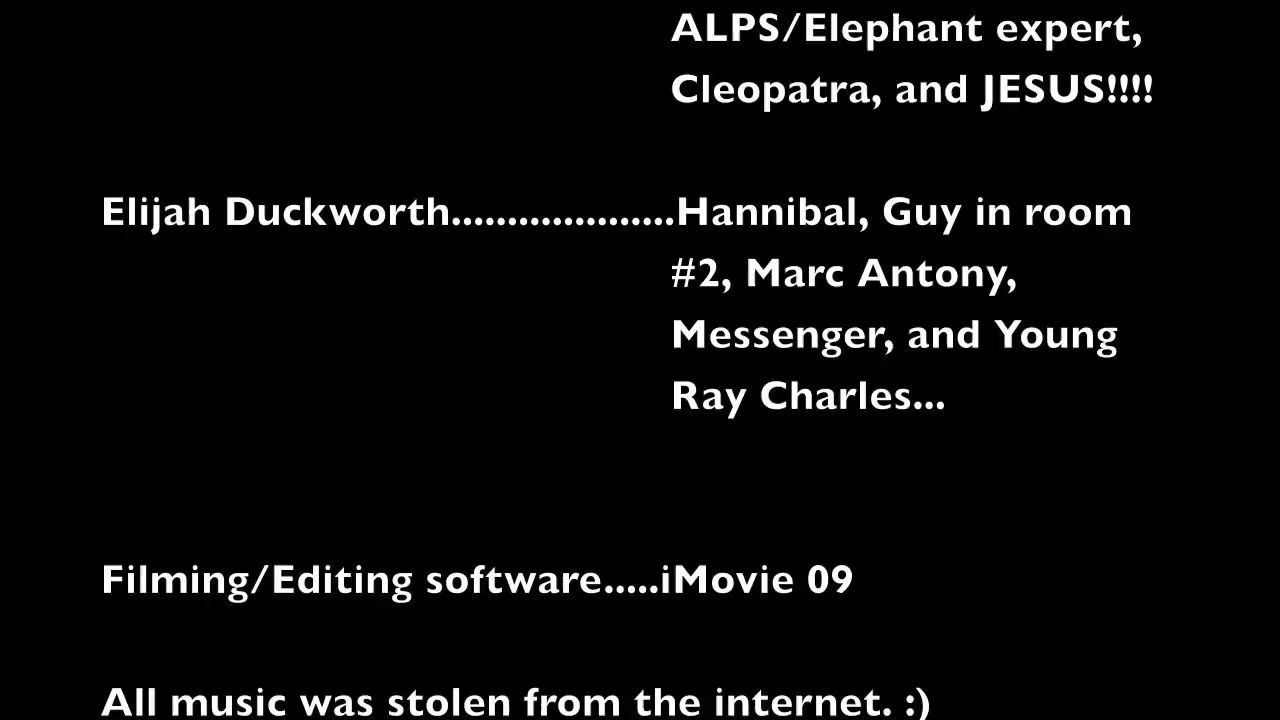 ALPS/Elephant expert,
Cleopatra, and JESUS!!!!
Elijah Duckworth....................Hannibal, Guy in room
#2, Marc Antony,
Messenger, and Young
Ray Charles...
Filming/Editing software.....iMovie 09
All music was stolen from the internet. :)